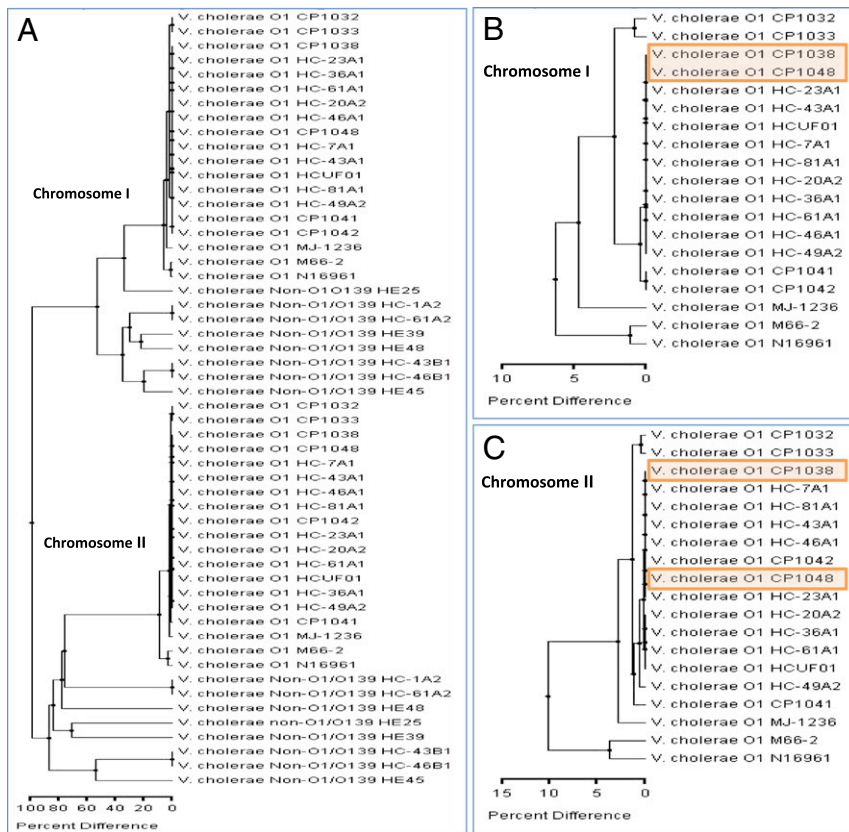 A
V. cholerae O1 CP1032
V. cholerae O1 CP1033
V. cholerae O1 CP1038
V. cholerae O1 HC-23A1
V. cholerae O1 HC-36A1
V. cholerae O1 HC-61A1
V. cholerae O1 HC-20A2
V. cholerae O1 HC-46A1
V. cholerae O1 CP1048
V. cholerae O1 HC-7A1
V. cholerae O1 HC-43A1
V. cholerae O1 HCUF01
V. cholerae O1 HC-81A1
V. cholerae O1 HC-49A2
V. cholerae O1 CP1041
V. cholerae O1 CP1042
V. cholerae O1 MJ-1236
V. cholerae O1 M66-2
V. cholerae O1 N16961
V. cholerae Non-O1O139 HE25
V. cholerae Non-O1/O139 HC-1A2
V. cholerae Non-O1/O139 HC-61A2
V. cholerae Non-O1/O139 HE39
V. cholerae Non-O1/O139 HE48
V. cholerae Non-O1/O139 HC-43B1
V. cholerae Non-O1/O139 HC-46B1
V. cholerae Non-O1/O139 HE45
Chromosome I
V. cholerae O1 CP1032
V. cholerae O1 CP1033
V. cholerae O1 CP1038
V. cholerae O1 CP1048
V. cholerae O1 HC-7A1
V. cholerae O1 HC-43A1
V. cholerae O1 HC-46A1
V. cholerae O1 HC-81A1
V. cholerae O1 CP1042
V. cholerae O1 HC-23A1
V. cholerae O1 HC-20A2
V. cholerae O1 HC-61A1
V. cholerae O1 HCUF01
V. cholerae O1 HC-36A1
V. cholerae O1 HC-49A2
V. cholerae O1 CP1041
V. cholerae O1 MJ-1236
V. cholerae O1 M66-2
V. cholerae O1 N16961
V. cholerae Non-O1/O139 HC-1A2
V. cholerae Non-O1/O139 HC-61A2
V. cholerae Non-O1/O139 HE48
V. cholerae non-O1/O139 HE25
V. cholerae Non-O1/O139 HE39
V. cholerae Non-O1/O139 HC-43B1
V. cholerae Non-O1/O139 HC-46B1
V. cholerae Non-O1/O139 HE45
Chromosome II
100 80 60 40 20 0
Percent Difference
B
Chromosome I
V. cholerae O1 CP1032
V. cholerae O1 CP1033
V. cholerae O1 CP1038
V. cholerae O1 CP1048
V. cholerae O1 HC-23A1
V. cholerae O1 HC-43A1
V. cholerae O1 HCUF01
V. cholerae O1 HC-7A1
V. cholerae O1 HC-81A1
V. cholerae O1 HC-20A2
V. cholerae O1 HC-36A1
V. cholerae O1 HC-61A1
V. cholerae O1 HC-46A1
V. cholerae O1 HC-49A2
V. cholerae O1 CP1041
V. cholerae O1 CP1042
V. cholerae O1 MJ-1236
V. cholerae O1 M66-2
V. cholerae O1 N16961
10 5 0
Percent Difference
C
Chromosome II
V. cholerae O1 CP1032
V. cholerae O1 CP1033
V. cholerae O1 CP1038
V. cholerae O1 HC-7A1
V. cholerae O1 HC-81A1
V. cholerae O1 HC-43A1
V. cholerae O1 HC-46A1
V. cholerae O1 CP1042
V. cholerae O1 CP1048
V. cholerae O1 HC-23A1
V. cholerae O1 HC-20A2
V. cholerae O1 HC-36A1
V. cholerae O1 HC-61A1
V. cholerae O1 HCUF01
V. cholerae O1 HC-49A2
V. cholerae O1 CP1041
V. cholerae O1 MJ-1236
V. cholerae O1 M66-2
V. cholerae O1 N16961
15 10 5 0
Percent Difference